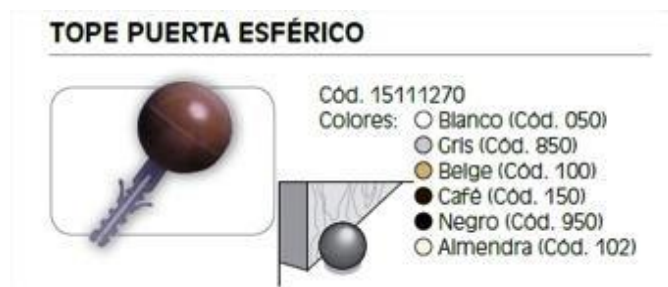 TOPE PUERTA ESFÉRICO
Cód. 15111270
Colores: Blanco (Cód. 050)
Gris (Cód. 850)
Beige (Cód. 100)
Café (Cód. 150)
Negro (Cód. 950)
Almendra (Cód. 102)